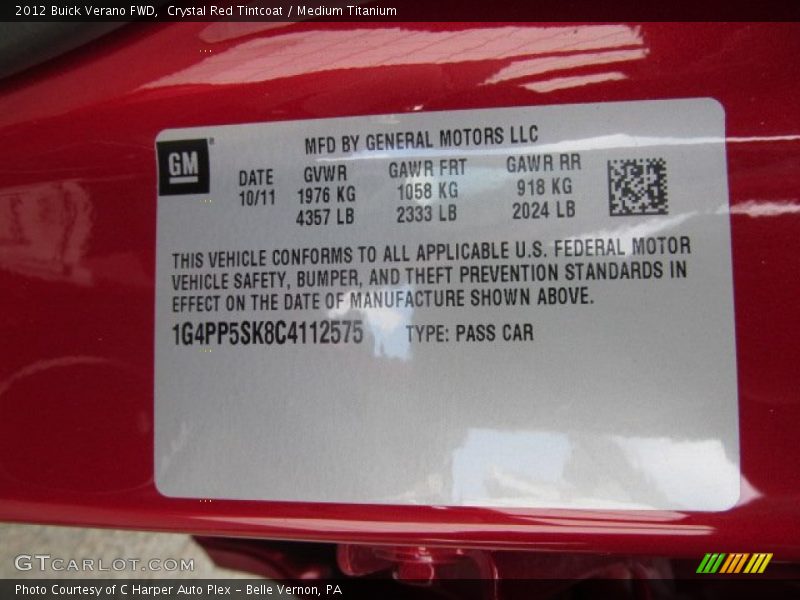 2012 Buick Verano FWD, Crystal Red Tintcoat / Medium Titanium
MFD BY GENERAL MOTORS LLC
GM
DATE GVWR GAWR FRT GAWR RR
10/11 1976 KG 1058 KG 918 KG
4357 LB 2333 LB 2024 LB
THIS VEHICLE CONFORMS TO ALL APPLICABLE U.S. FEDERAL MOTOR
VEHICLE SAFETY, BUMPER, AND THEFT PREVENTION STANDARDS IN
EFFECT ON THE DATE OF MANUFACTURE SHOWN ABOVE.
1G4PP5SK8C4112575 TYPE: PASS CAR
GTCARLOT.COM
Photo Courtesy of C Harper Auto Plex - Belle Vernon, PA